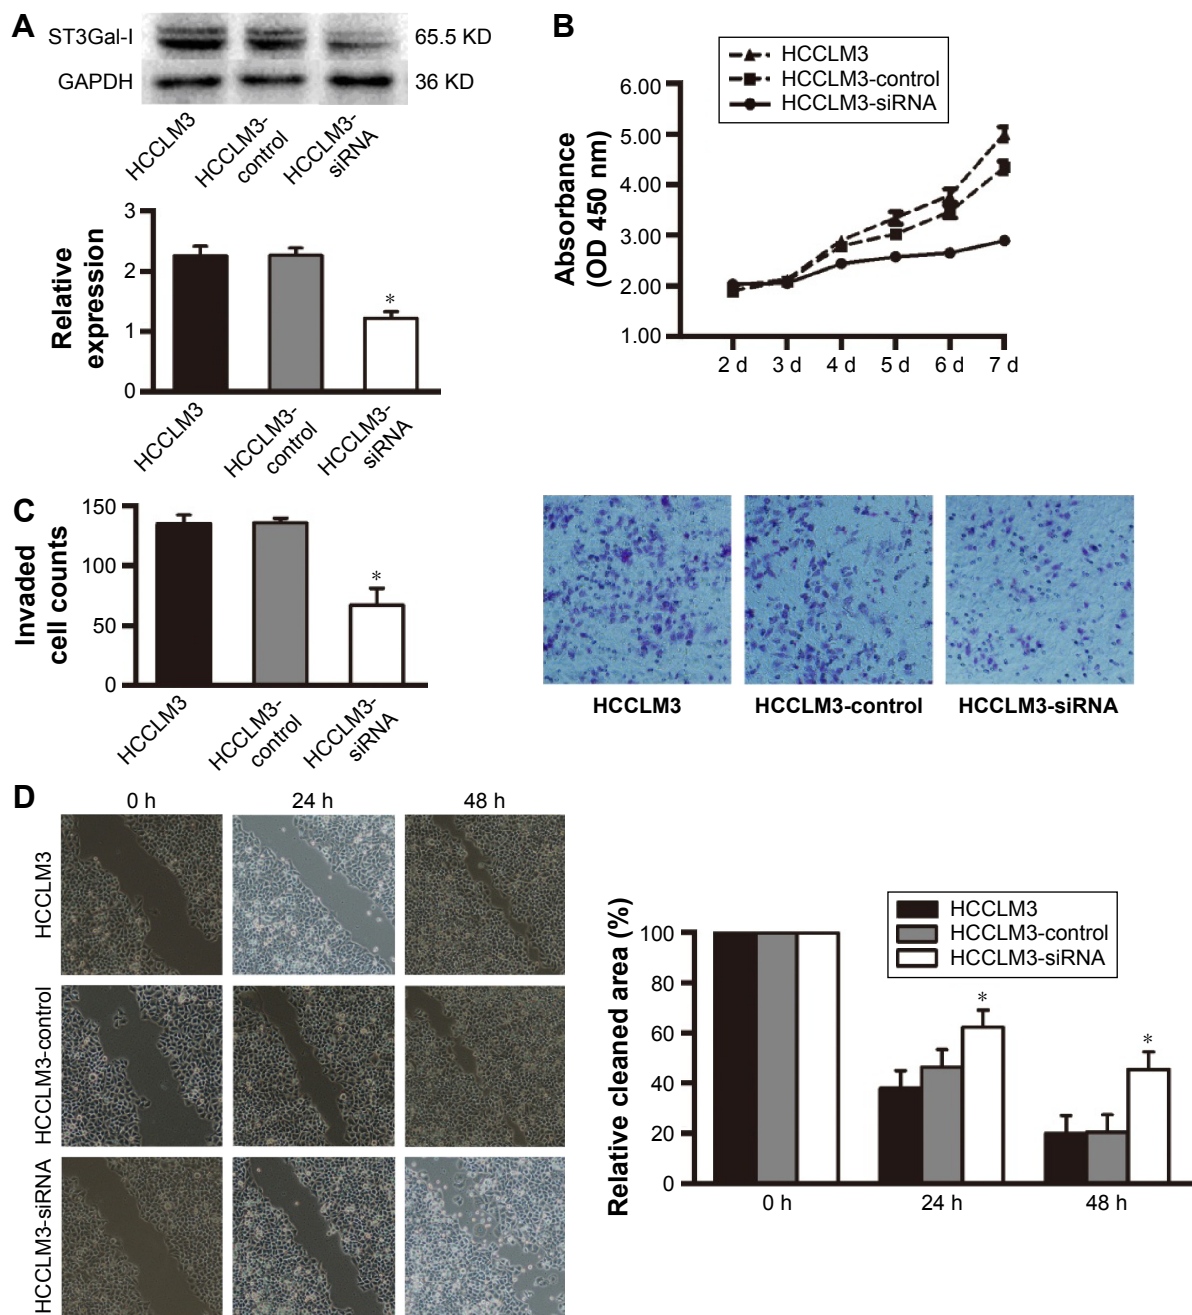 A
ST3Gal-I
65.5 KD
GAPDH
36 KD
HCCLM3
HCCLM3-
control
HCCLM3-
siRNA
Relative
expression
3
2
1
0
*
HCCLM3
HCCLM3-
control
HCCLM3-
siRNA
B
HCCLM3
HCCLM3-control
HCCLM3-siRNA
Absorbance
(OD 450 nm)
6.00
5.00
4.00
3.00
2.00
1.00
2 d 3 d 4 d 5 d 6 d 7 d
C
Invaded
cell counts
150
100
50
0
*
HCCLM3
HCCLM3-
control
HCCLM3-
siRNA
HCCLM3 HCCLM3-control HCCLM3-siRNA
D
0 h 24 h 48 h
HCCLM3
HCCLM3-control
HCCLM3-siRNA
HCCLM3
HCCLM3-control
HCCLM3-siRNA
Relative cleaned area (%)
100
80
60
40
20
0
*
*
0 h 24 h 48 h